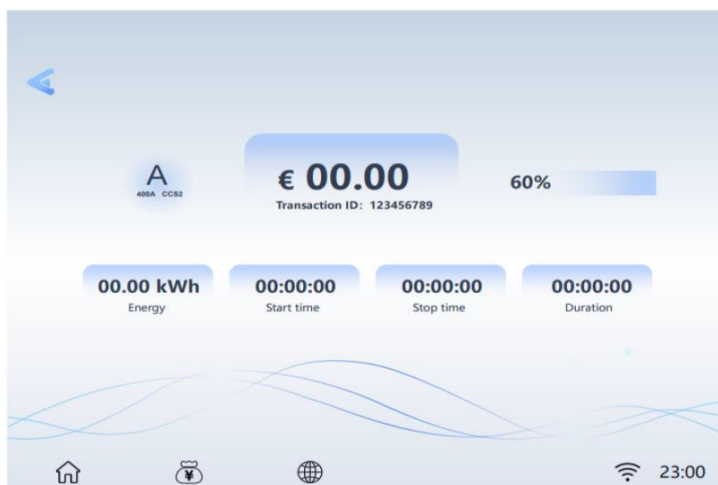 A
400A CCS2
€ 00.00
Transaction ID: 123456789
60%
00.00 kWh
Energy
00:00:00
Start time
00:00:00
Stop time
00:00:00
Duration
¥
23:00